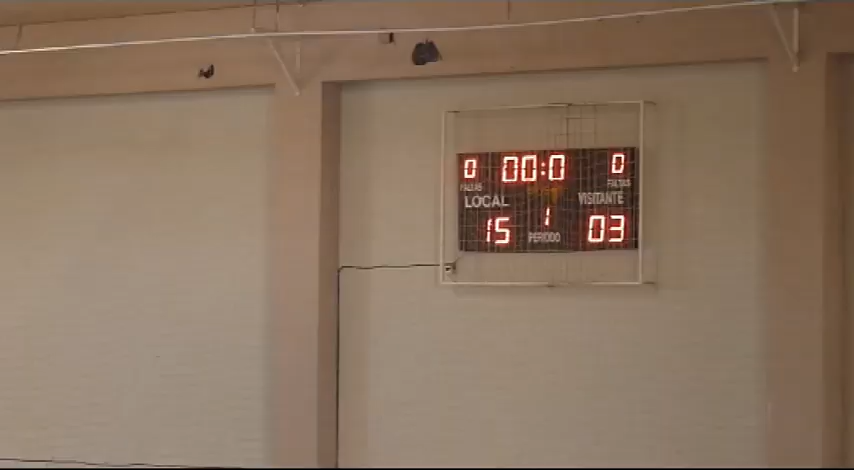 0 00:0 0
FALTAS FALTAS
LOCAL VISITANTE
15 1 03
PERIODO